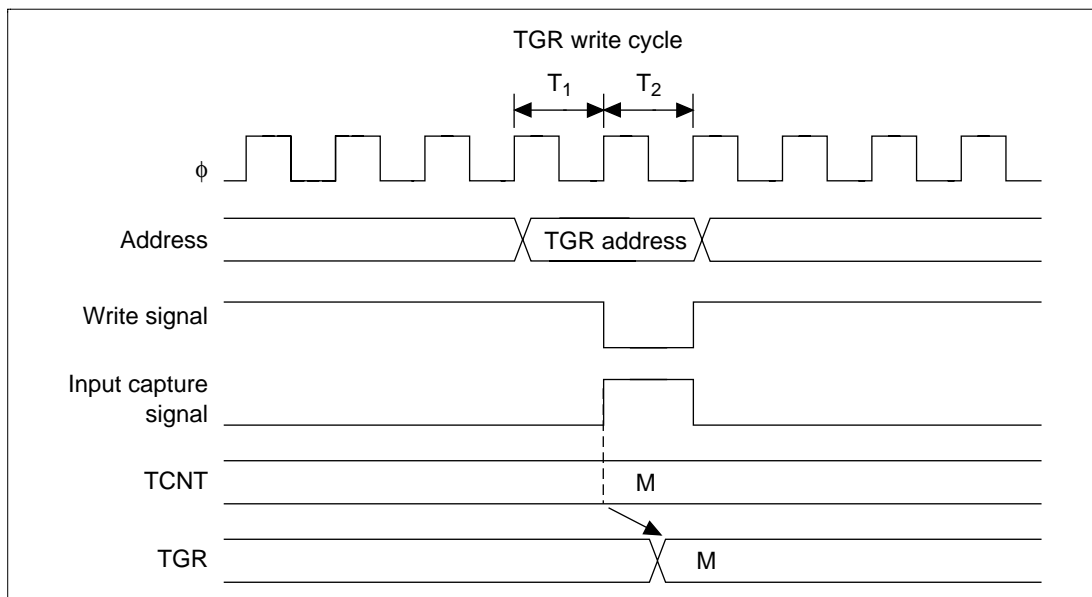 TGR write cycle
T1 T2
ϕ
Address TGR address
Write signal
Input capture
signal
TCNT M
TGR M